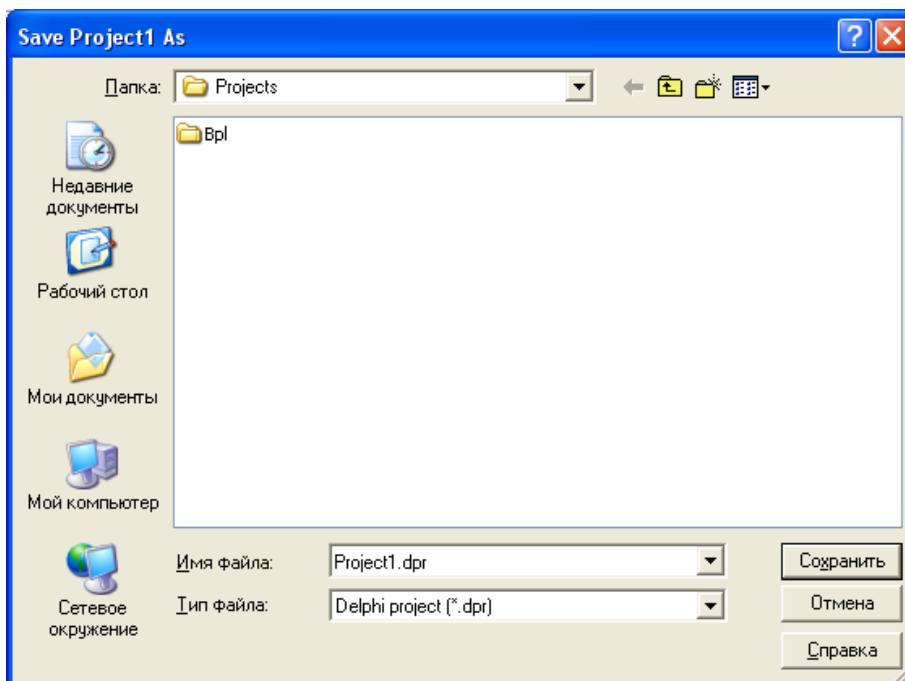 Save Project1 As
Папка:
Projects
Bpl
Недавние
документы
Рабочий стол
Мои документы
Мой компьютер
Сетевое
окружение
Имя файла:
Project1.dpr
Сохранить
Тип файла:
Delphi project (*.dpr)
Отмена
Справка